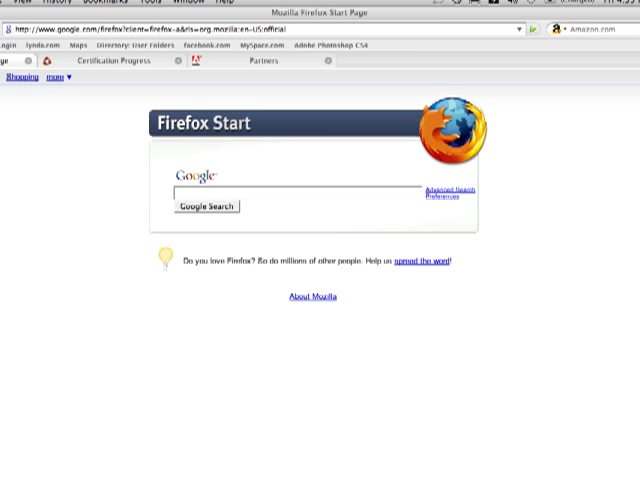 View History Bookmarks Tools Window Help
Mozilla Firefox Start Page
http://www.google.com/firefox?client=firefox-a&rls=org.mozilla:en-US:official
Amazon.com
ogin lynda.com Maps Directory: User Folders facebook.com MySpace.com Adobe Photoshop CS4
ge Certification Progress Partners
Shopping more ▼
Firefox Start
Google
Advanced Search
Preferences
Google Search
Do you love Firefox? So do millions of other people. Help us spread the word!
About Mozilla